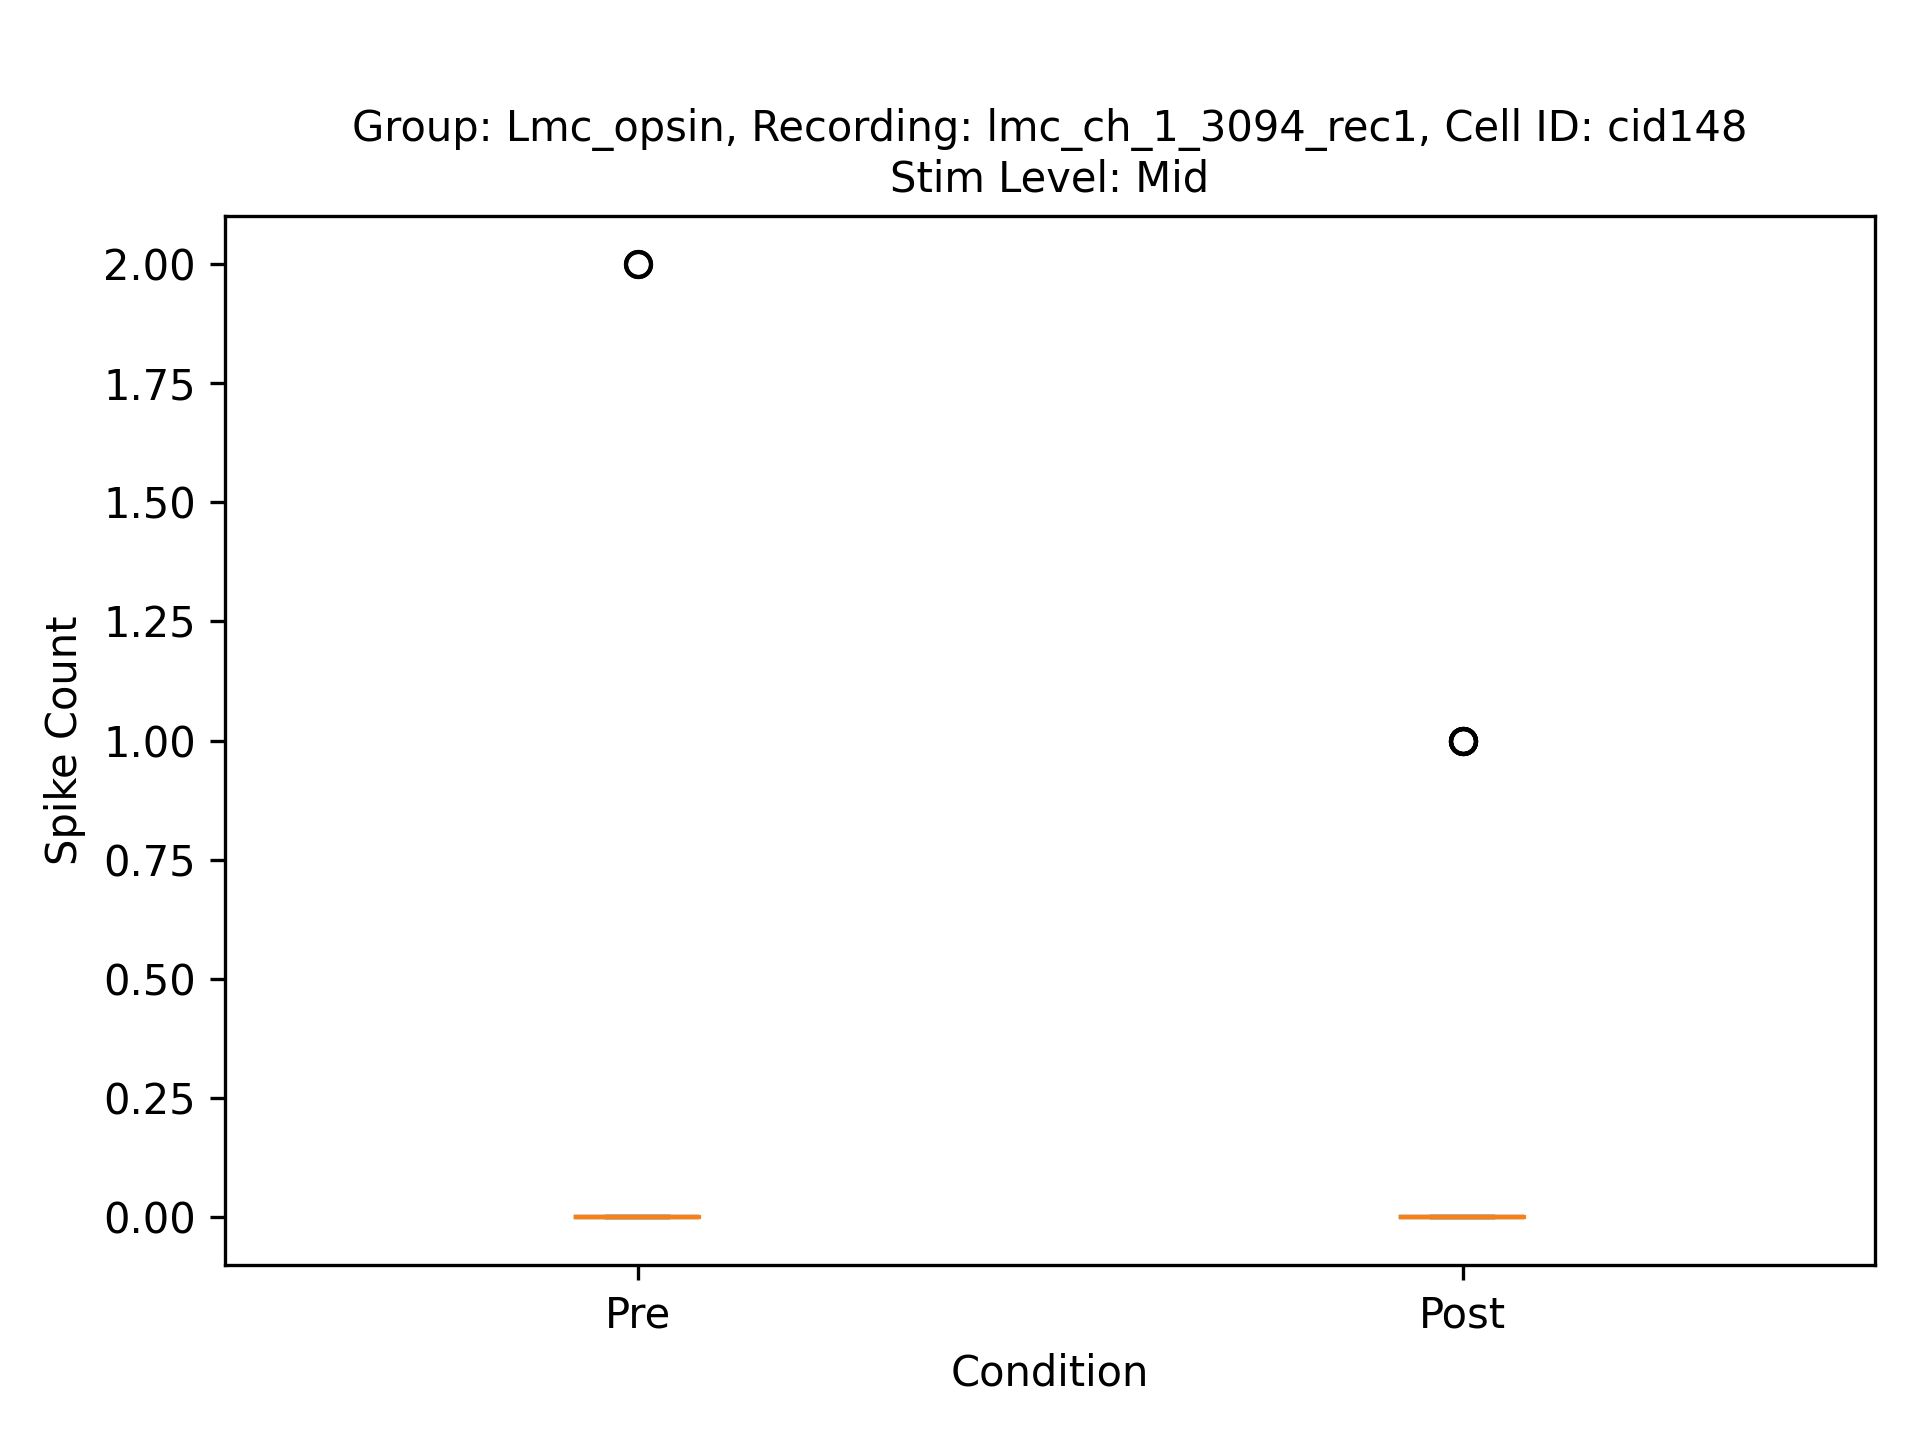 Group: Lmc_opsin, Recording: lmc_ch_1_3094_rec1, Cell ID: cid148
Stim Level: Mid
2.00
1.75
1.50
1.25
1.00
0.75
0.50
0.25
0.00
Spike Count
Pre
Post
Condition